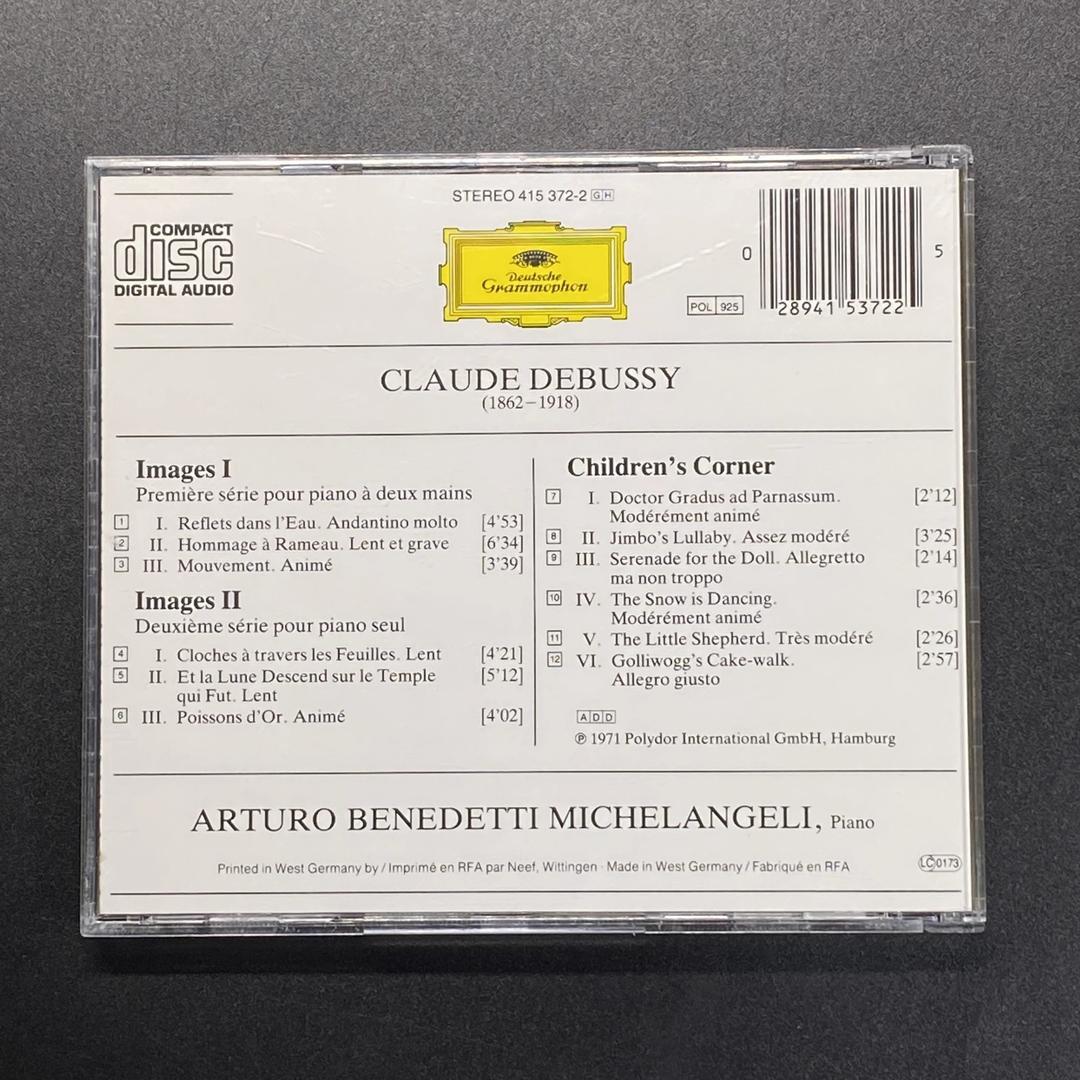 COMPACT
disc
DIGITAL AUDIO
STEREO 415 372-2 GH
Deutsche
Grammophon
POL 925
0 28941 53722 5
CLAUDE DEBUSSY
(1862–1918)
Images I
Première série pour piano à deux mains
1 I. Reflets dans l'Eau. Andantino molto [4'53]
2 II. Hommage à Rameau. Lent et grave [6'34]
3 III. Mouvement. Animé [3'39]
Images II
Deuxième série pour piano seul
4 I. Cloches à travers les Feuilles. Lent [4'21]
5 II. Et la Lune Descend sur le Temple [5'12]
qui Fut. Lent
6 III. Poissons d'Or. Animé [4'02]
Children's Corner
7 I. Doctor Gradus ad Parnassum. [2'12]
Modérément animé
8 II. Jimbo's Lullaby. Assez modéré [3'25]
9 III. Serenade for the Doll. Allegretto [2'14]
ma non troppo
10 IV. The Snow is Dancing. [2'36]
Modérément animé
11 V. The Little Shepherd. Très modéré [2'26]
12 VI. Golliwogg's Cake-walk. [2'57]
Allegro giusto
ADD
℗ 1971 Polydor International GmbH, Hamburg
ARTURO BENEDETTI MICHELANGELI, Piano
Printed in West Germany by / Imprimé en RFA par Neef, Wittingen · Made in West Germany / Fabriqué en RFA
LC 0173